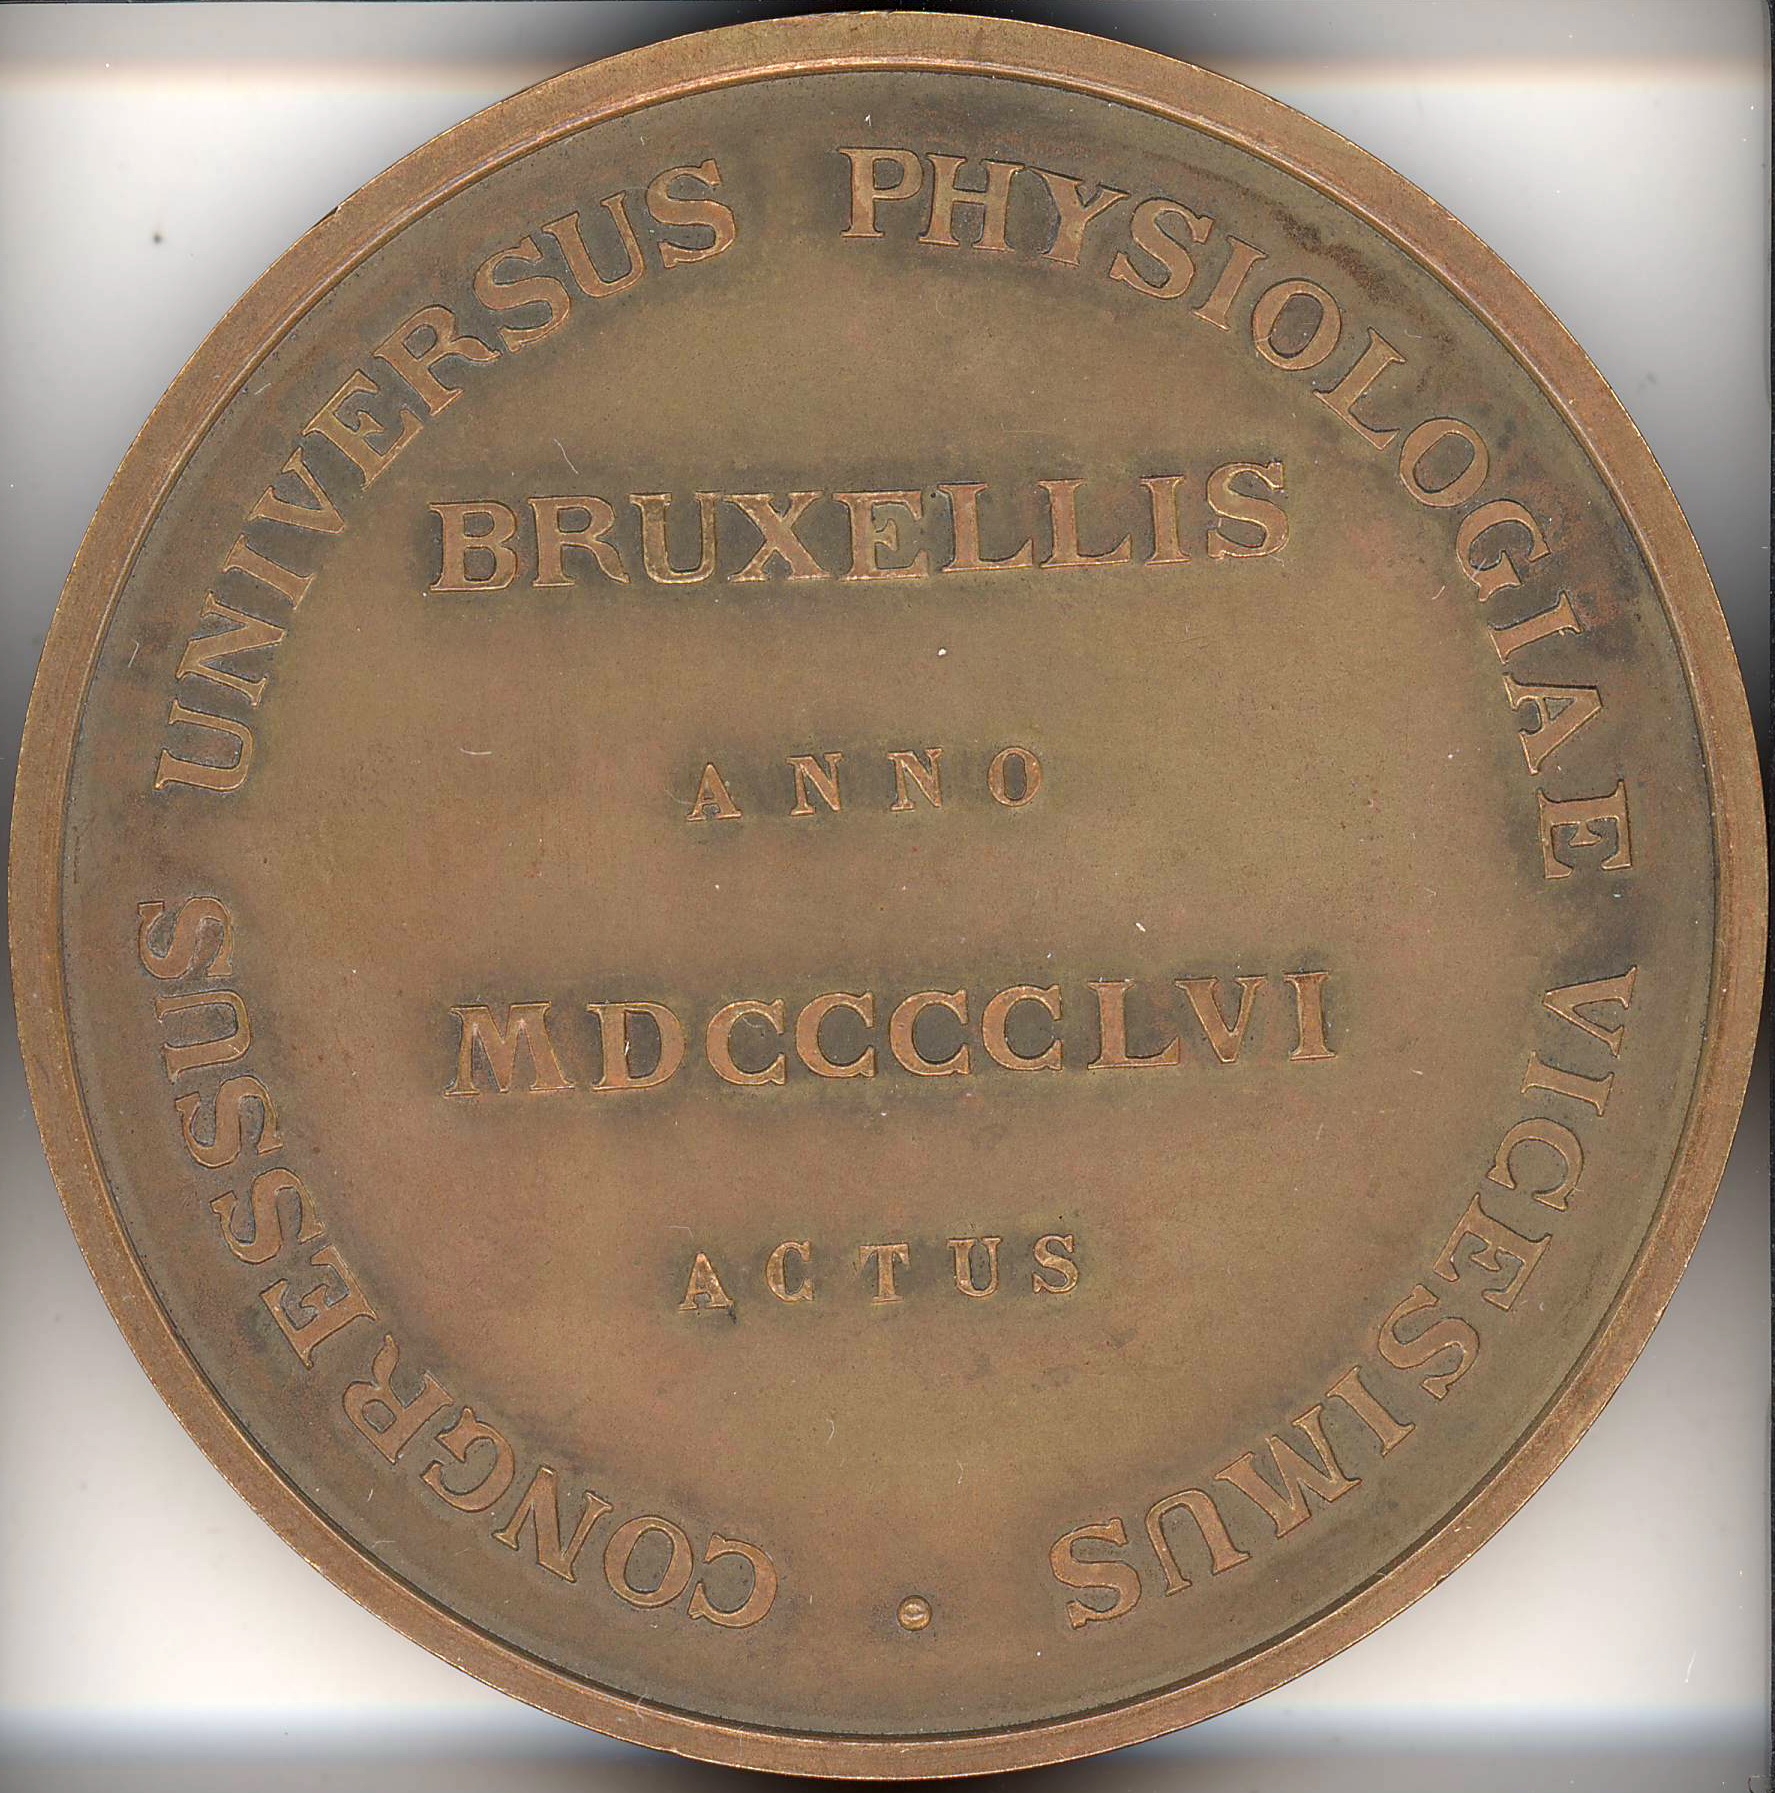 CONGRESSUS UNIVERSUS PHYSIOLOGIAE VICESIMUS
BRUXELLIS
ANNO
MDCCCCLVI
ACTUS